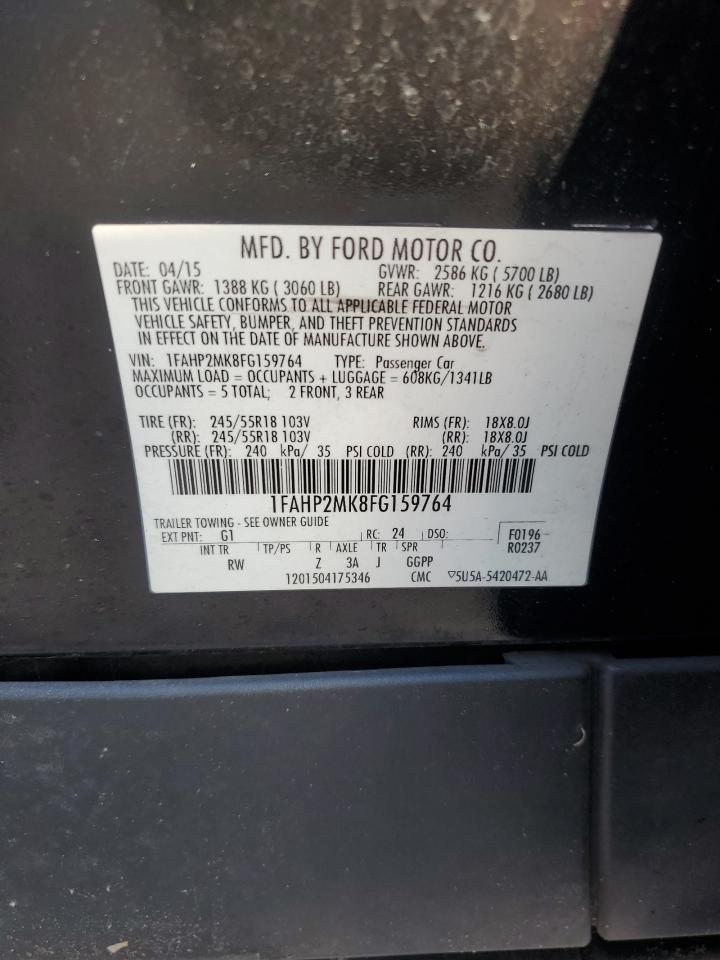 MFD. BY FORD MOTOR CO.
DATE: 04/15 GVWR: 2586 KG ( 5700 LB)
FRONT GAWR: 1388 KG ( 3060 LB) REAR GAWR: 1216 KG ( 2680 LB)
THIS VEHICLE CONFORMS TO ALL APPLICABLE FEDERAL MOTOR
VEHICLE SAFETY, BUMPER, AND THEFT PREVENTION STANDARDS
IN EFFECT ON THE DATE OF MANUFACTURE SHOWN ABOVE.
VIN: 1FAHP2MK8FG159764 TYPE: Passenger Car
MAXIMUM LOAD = OCCUPANTS + LUGGAGE = 608KG/1341LB
OCCUPANTS = 5 TOTAL; 2 FRONT, 3 REAR
TIRE (FR): 245/55R18 103V RIMS (FR): 18X8.0J
(RR): 245/55R18 103V (RR): 18X8.0J
PRESSURE (FR): 240 kPa/ 35 PSI COLD (RR): 240 kPa/ 35 PSI COLD
1FAHP2MK8FG159764
TRAILER TOWING - SEE OWNER GUIDE
EXT PNT: G1 RC: 24 DSO: F0196
INT TR TP/PS R AXLE TR SPR R0237
RW Z 3A J GGPP
1201504175346 CMC ▽5U5A-5420472-AA